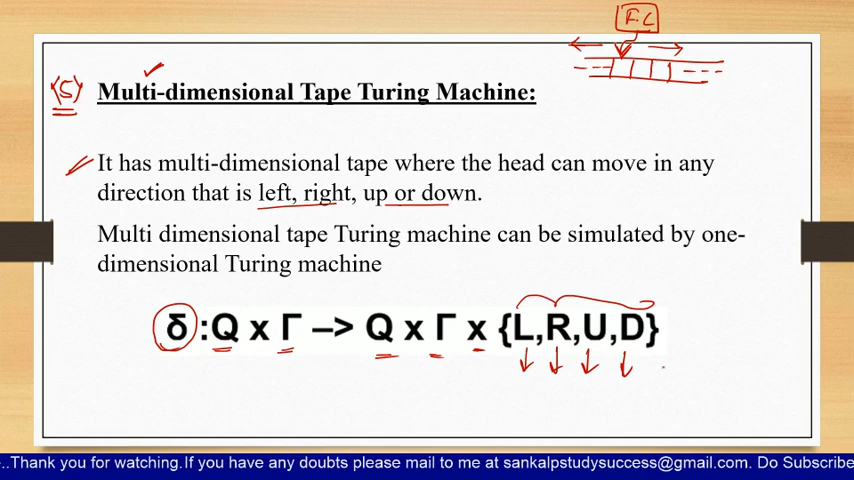 F.C
(5) Multi-dimensional Tape Turing Machine:
It has multi-dimensional tape where the head can move in any
direction that is left, right, up or down.
Multi dimensional tape Turing machine can be simulated by one-
dimensional Turing machine
δ :Q x Γ –> Q x Γ x {L,R,U,D}
..Thank you for watching.If you have any doubts please mail to me at sankalpstudysuccess@gmail.com. Do Subscribe